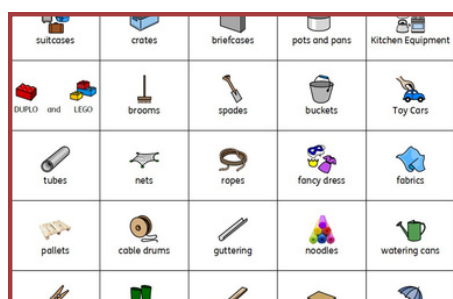 suitcases crates briefcases pots and pans Kitchen Equipment
DUPLO and LEGO brooms spades buckets Toy Cars
tubes nets ropes fancy dress fabrics
pallets cable drums guttering noodles watering cans